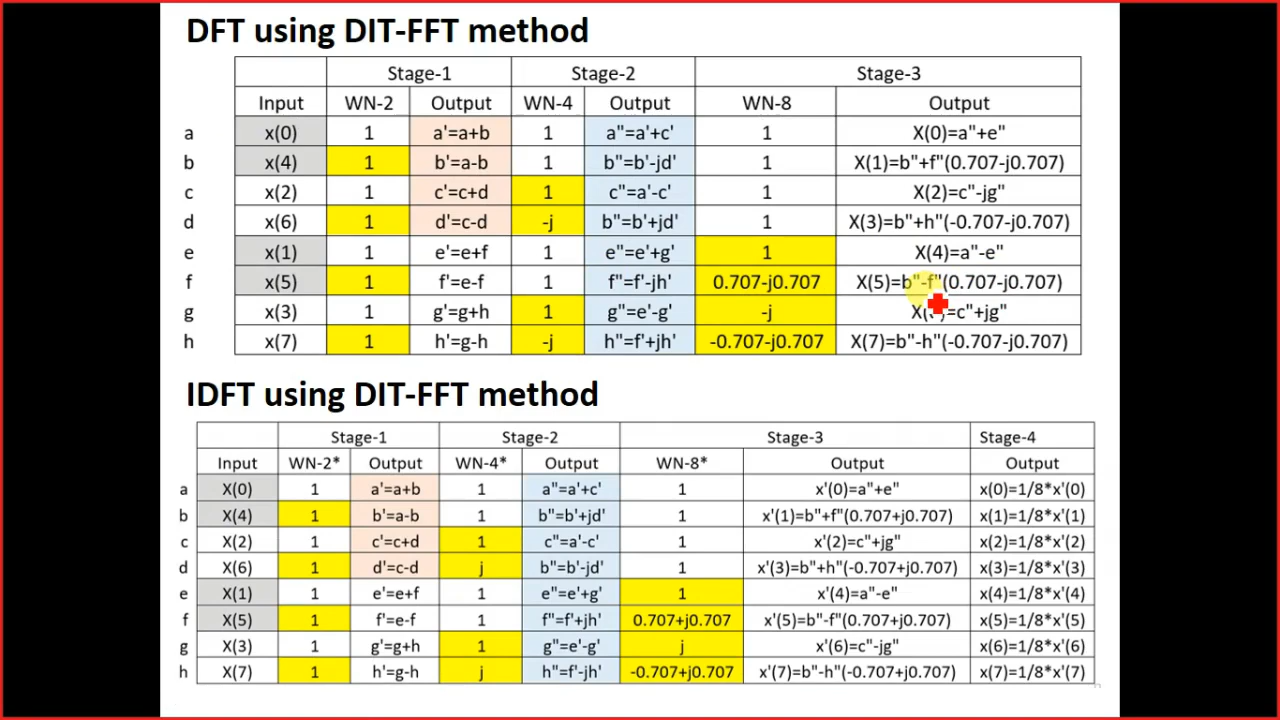 DFT using DIT-FFT method
Stage-1 Stage-2 Stage-3
Input WN-2 Output WN-4 Output WN-8 Output
a x(0) 1 a'=a+b 1 a"=a'+c' 1 X(0)=a"+e"
b x(4) 1 b'=a-b 1 b"=b'-jd' 1 X(1)=b"+f"(0.707-j0.707)
c x(2) 1 c'=c+d 1 c"=a'-c' 1 X(2)=c"-jg"
d x(6) 1 d'=c-d -j b"=b'+jd' 1 X(3)=b"+h"(-0.707-j0.707)
e x(1) 1 e'=e+f 1 e"=e'+g' 1 X(4)=a"-e"
f x(5) 1 f'=e-f 1 f"=f'-jh' 0.707-j0.707 X(5)=b"-f"(0.707-j0.707)
g x(3) 1 g'=g+h 1 g"=e'-g' -j =c"+jg"
h x(7) 1 h'=g-h -j h"=f'+jh' -0.707-j0.707 X(7)=b"-h"(-0.707-j0.707)
IDFT using DIT-FFT method
Stage-1 Stage-2 Stage-3 Stage-4
Input WN-2* Output WN-4* Output WN-8* Output Output
a X(0) 1 a'=a+b 1 a"=a'+c' 1 x'(0)=a"+e" x(0)=1/8*x'(0)
b X(4) 1 b'=a-b 1 b"=b'+jd' 1 x'(1)=b"+f"(0.707+j0.707) x(1)=1/8*x'(1)
c X(2) 1 c'=c+d 1 c"=a'-c' 1 x'(2)=c"+jg" x(2)=1/8*x'(2)
d X(6) 1 d'=c-d j b"=b'-jd' 1 x'(3)=b"+h"(-0.707+j0.707) x(3)=1/8*x'(3)
e X(1) 1 e'=e+f 1 e"=e'+g' 1 x'(4)=a"-e" x(4)=1/8*x'(4)
f X(5) 1 f'=e-f 1 f"=f'+jh' 0.707+j0.707 x'(5)=b"-f"(0.707+j0.707) x(5)=1/8*x'(5)
g X(3) 1 g'=g+h 1 g"=e'-g' j x'(6)=c"-jg" x(6)=1/8*x'(6)
h X(7) 1 h'=g-h j h"=f'-jh' -0.707+j0.707 x'(7)=b"-h"(-0.707+j0.707) x(7)=1/8*x'(7)